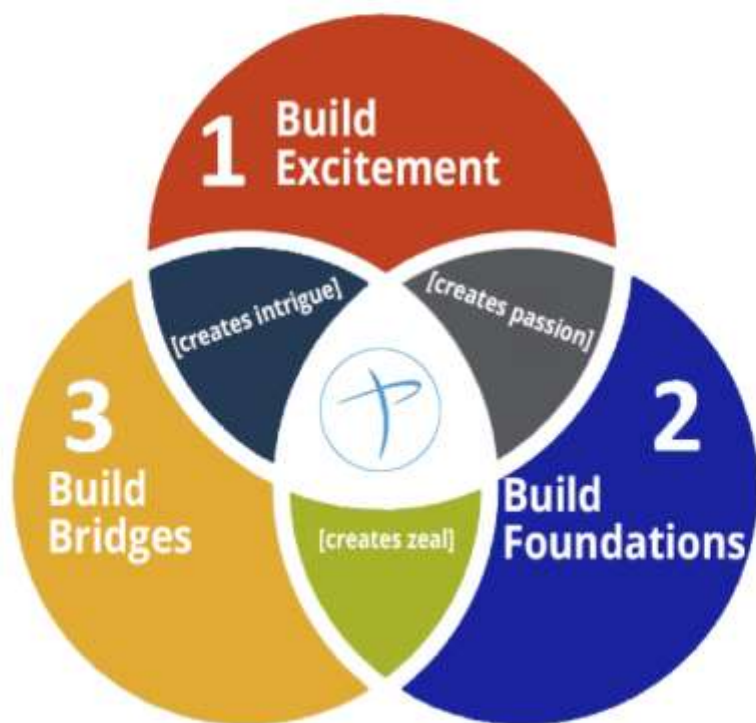 1 Build
Excitement
[creates intrigue]
[creates passion]
3
Build
Bridges
2
Build
Foundations
[creates zeal]